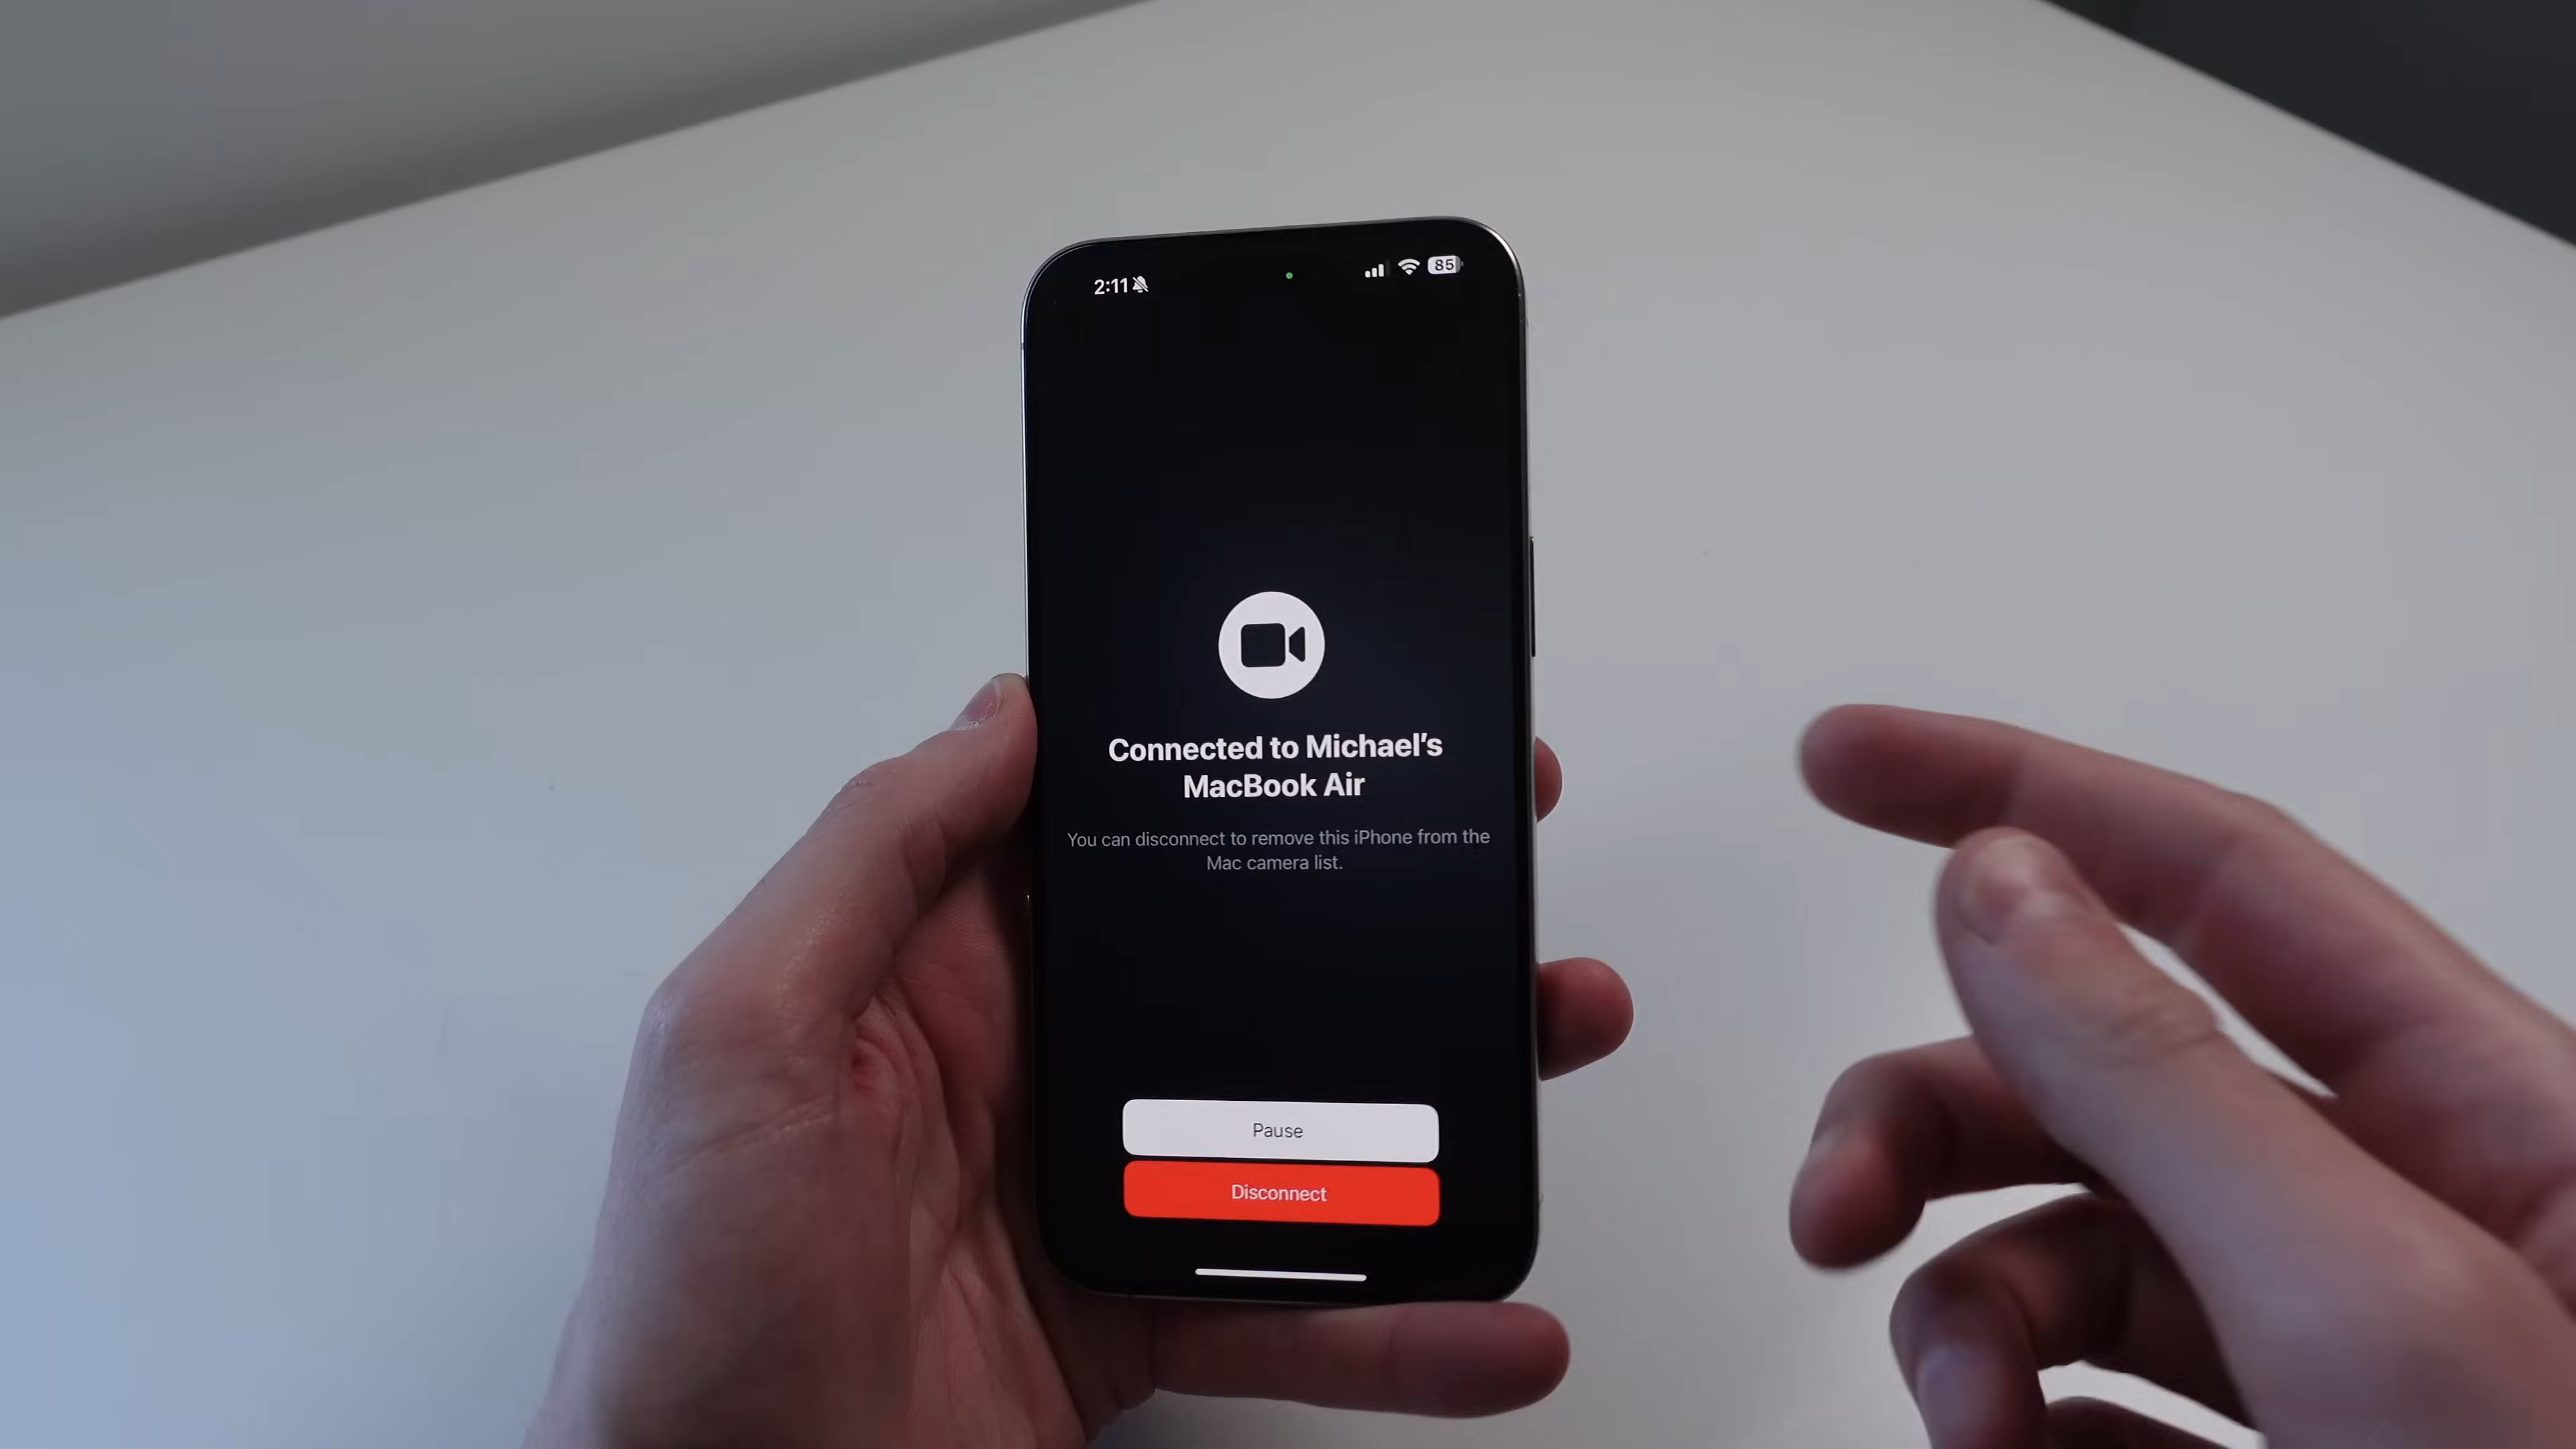 2:11
85
Connected to Michael's
MacBook Air
You can disconnect to remove this iPhone from the
Mac camera list.
Pause
Disconnect